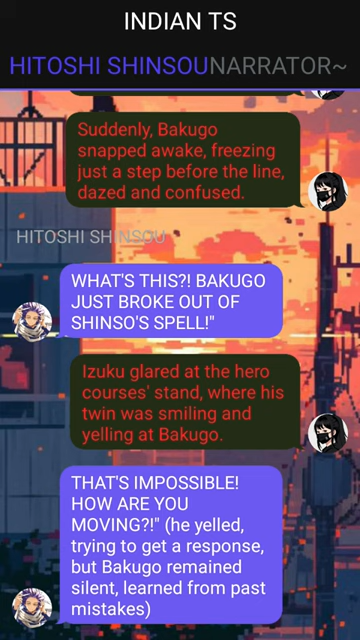 INDIAN TS
HITOSHI SHINSOUNARRATOR~
Suddenly, Bakugo
snapped awake, freezing
just a step before the line,
dazed and confused.
HITOSHI SHINSOU
WHAT'S THIS?! BAKUGO
JUST BROKE OUT OF
SHINSO'S SPELL!"
Izuku glared at the hero
courses' stand, where his
twin was smiling and
yelling at Bakugo.
THAT'S IMPOSSIBLE!
HOW ARE YOU
MOVING?!" (he yelled,
trying to get a response,
but Bakugo remained
silent, learned from past
mistakes)